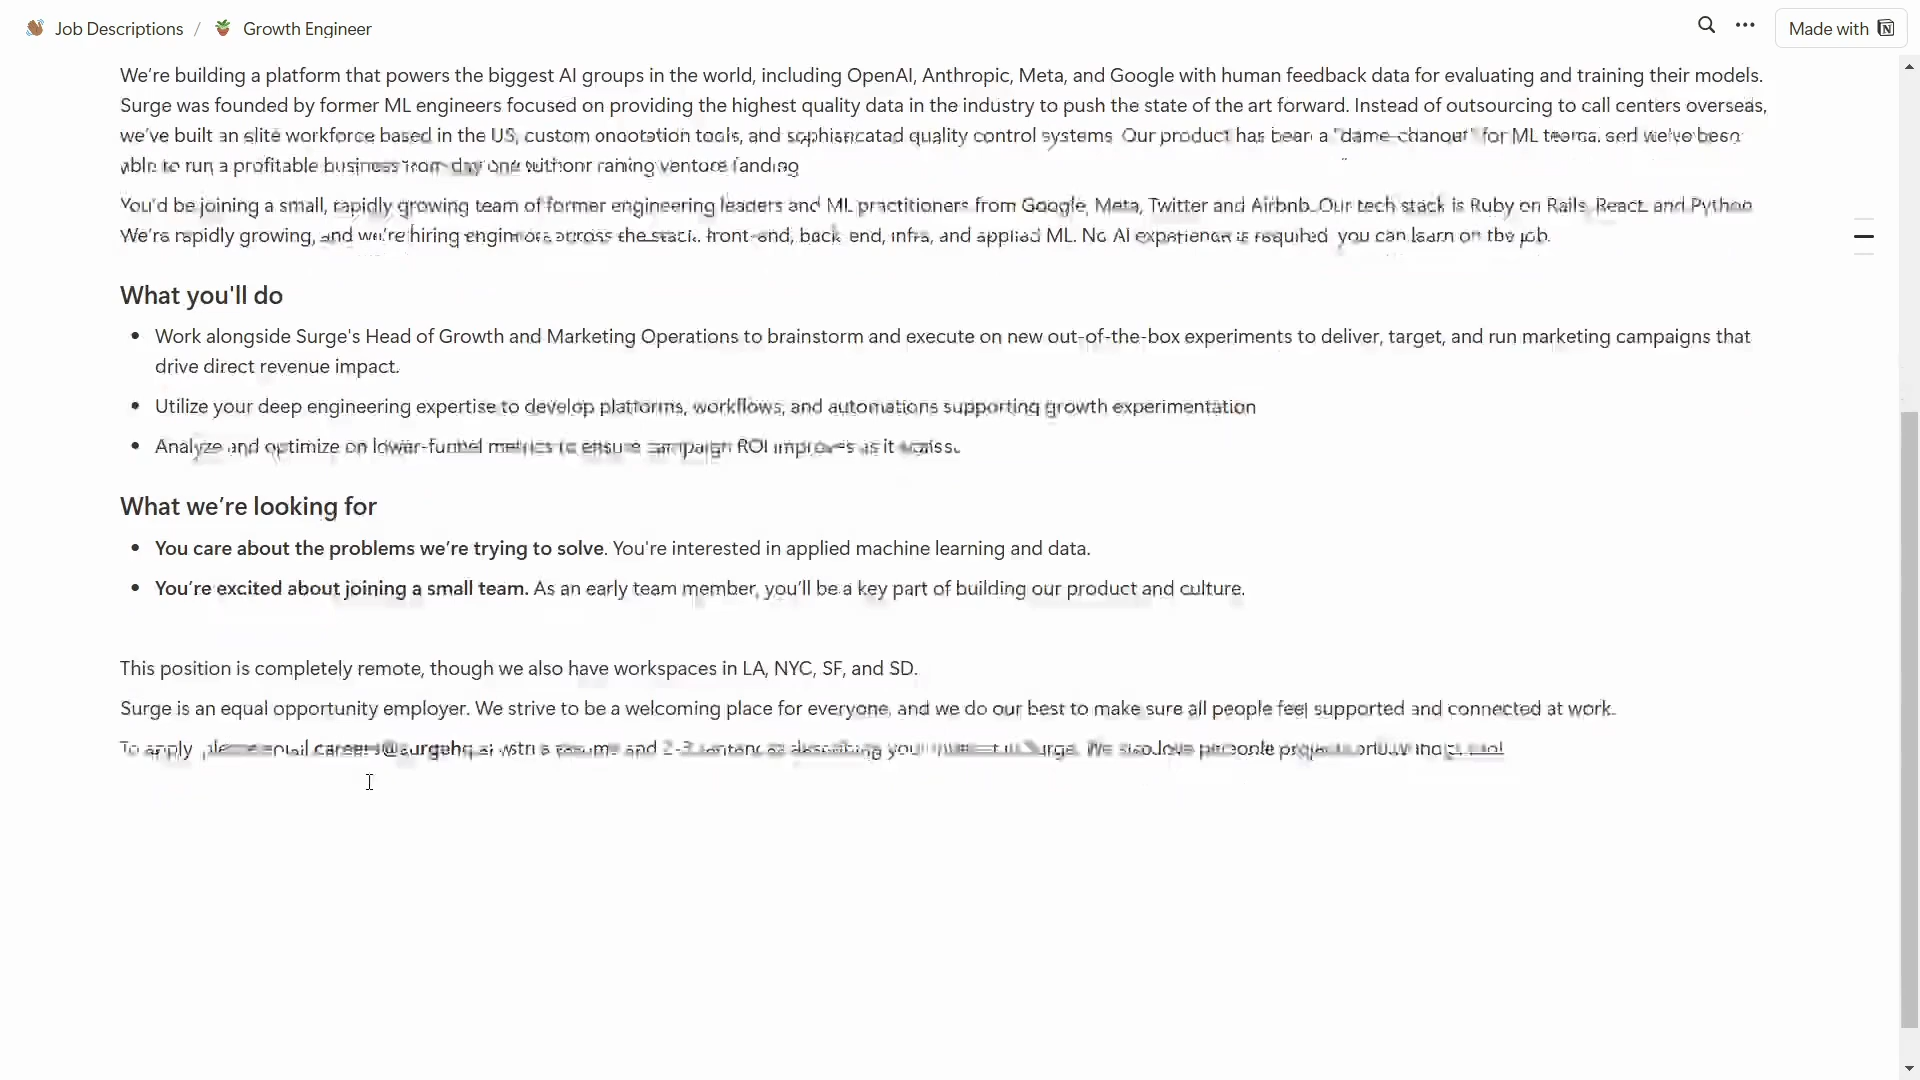 Job Descriptions / Growth Engineer
Made with
We're building a platform that powers the biggest AI groups in the world, including OpenAI, Anthropic, Meta, and Google with human feedback data for evaluating and training their models.
Surge was founded by former ML engineers focused on providing the highest quality data in the industry to push the state of the art forward. Instead of outsourcing to call centers overseas,
we've built an workforce based in the US, custom tools, and quality control systems Our product has a for ML
to run a profitable business day one
You'd be joining a small, rapidly growing team of former engineering leaders and ML practitioners from Google, Meta, Twitter and Airbnb. Our tech stack is Ruby on Rails, React, and Python
rapidly growing, and we're hiring across the stack. front-end, back end, infra, and applied ML. No AI is you can learn on the job.
What you'll do
• Work alongside Surge's Head of Growth and Marketing Operations to brainstorm and execute on new out-of-the-box experiments to deliver, target, and run marketing campaigns that
drive direct revenue impact.
• Utilize your deep engineering expertise to develop platforms, workflows, and automations supporting growth experimentation
• Analyze and optimize on lower-funnel metrics to ensure campaign ROI improves as it
What we're looking for
• You care about the problems we're trying to solve. You're interested in applied machine learning and data.
• You're excited about joining a small team. As an early team member, you'll be a key part of building our product and culture.
This position is completely remote, though we also have workspaces in LA, NYC, SF, and SD.
Surge is an equal opportunity employer. We strive to be a welcoming place for everyone, and we do our best to make sure all people feel supported and connected at work.
To apply and 2-3 describing your We